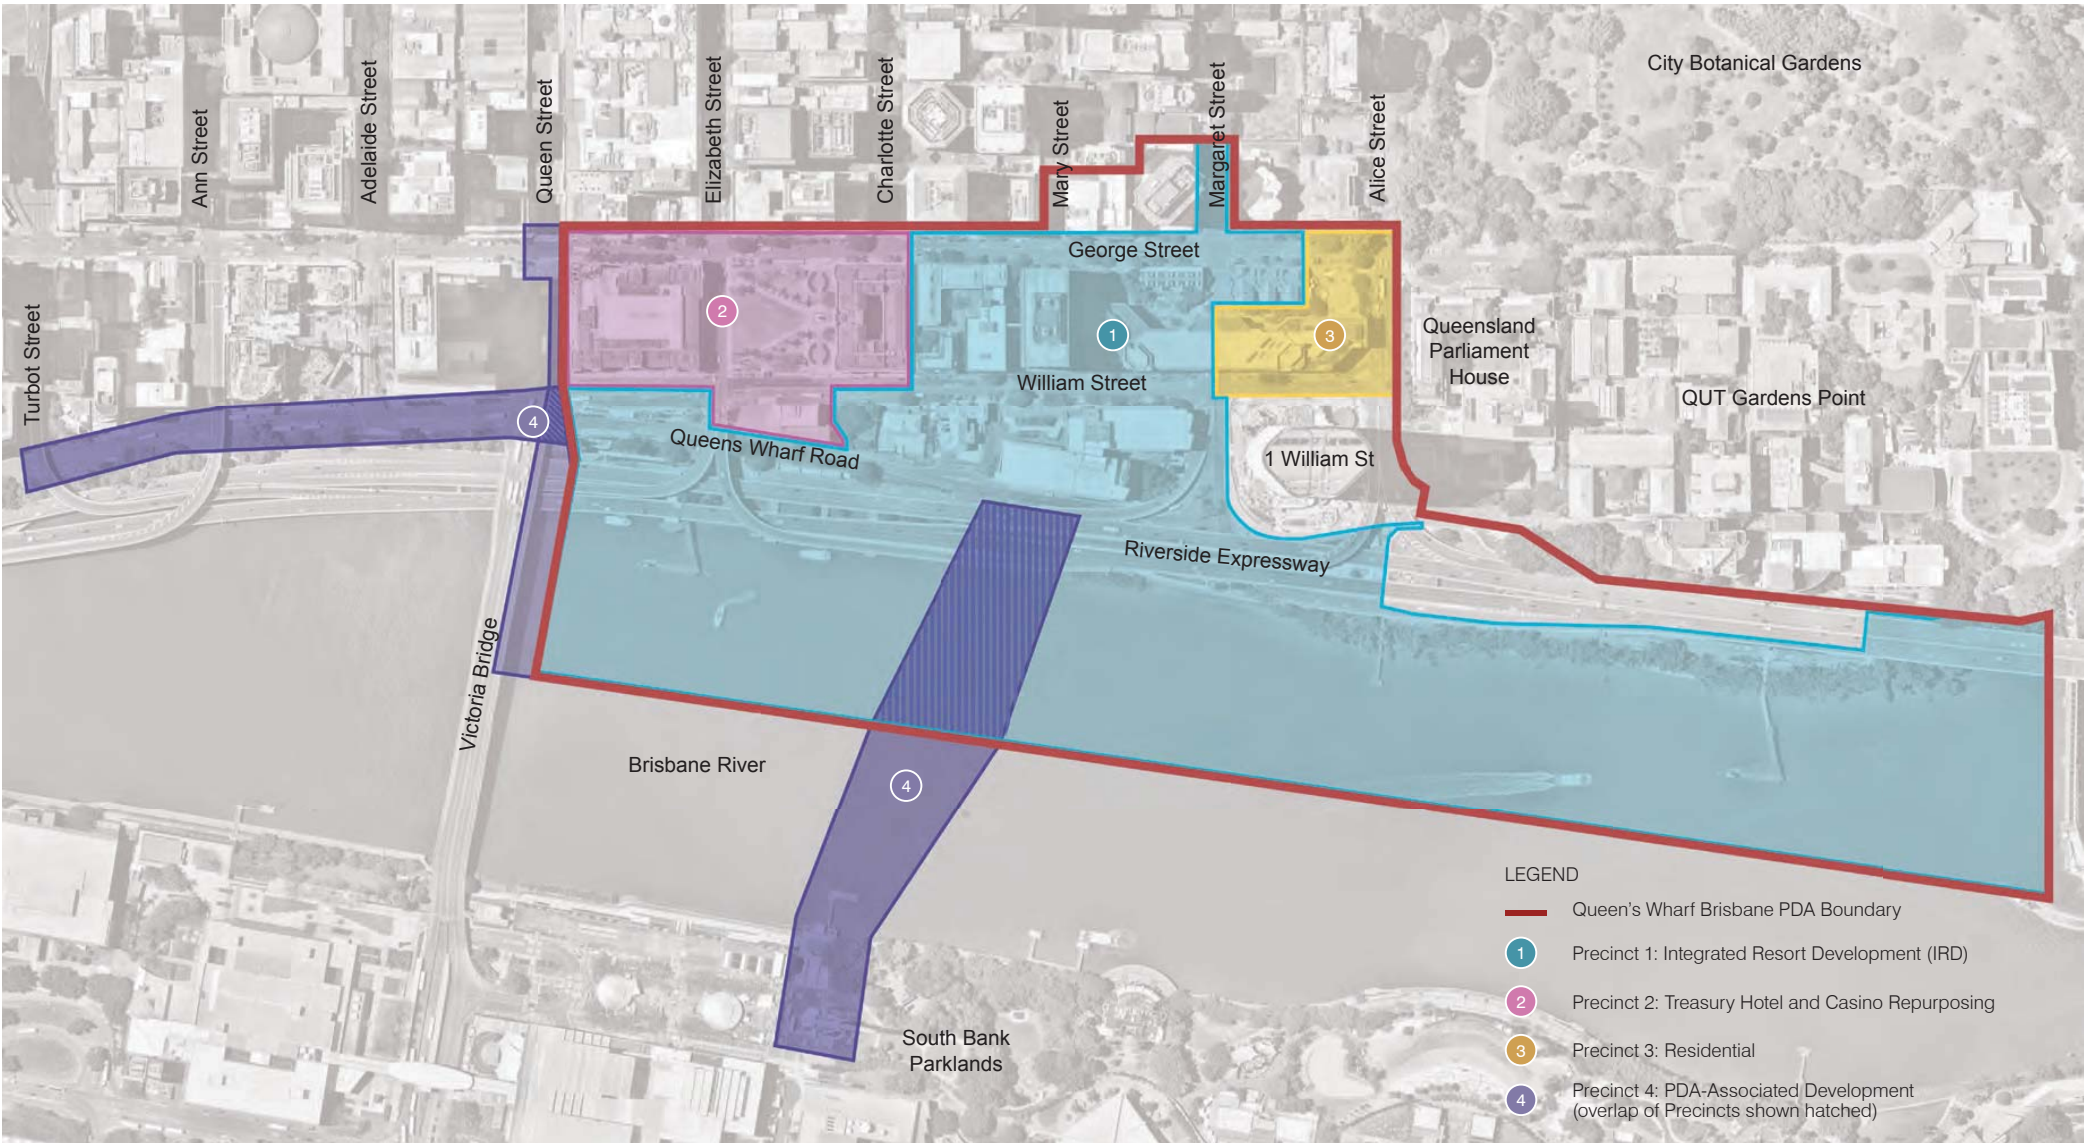 City Botanical Gardens
Ann Street
Adelaide Street
Queen Street
Elizabeth Street
Charlotte Street
Mary Street
Margaret Street
Alice Street
George Street
Turbot Street
2
1
3
Queensland
Parliament
House
William Street
QUT Gardens Point
4
Queens Wharf Road
1 William St
Riverside Expressway
Victoria Bridge
Brisbane River
4
South Bank
Parklands
LEGEND
Queen's Wharf Brisbane PDA Boundary
1 Precinct 1: Integrated Resort Development (IRD)
2 Precinct 2: Treasury Hotel and Casino Repurposing
3 Precinct 3: Residential
4 Precinct 4: PDA-Associated Development
(overlap of Precincts shown hatched)